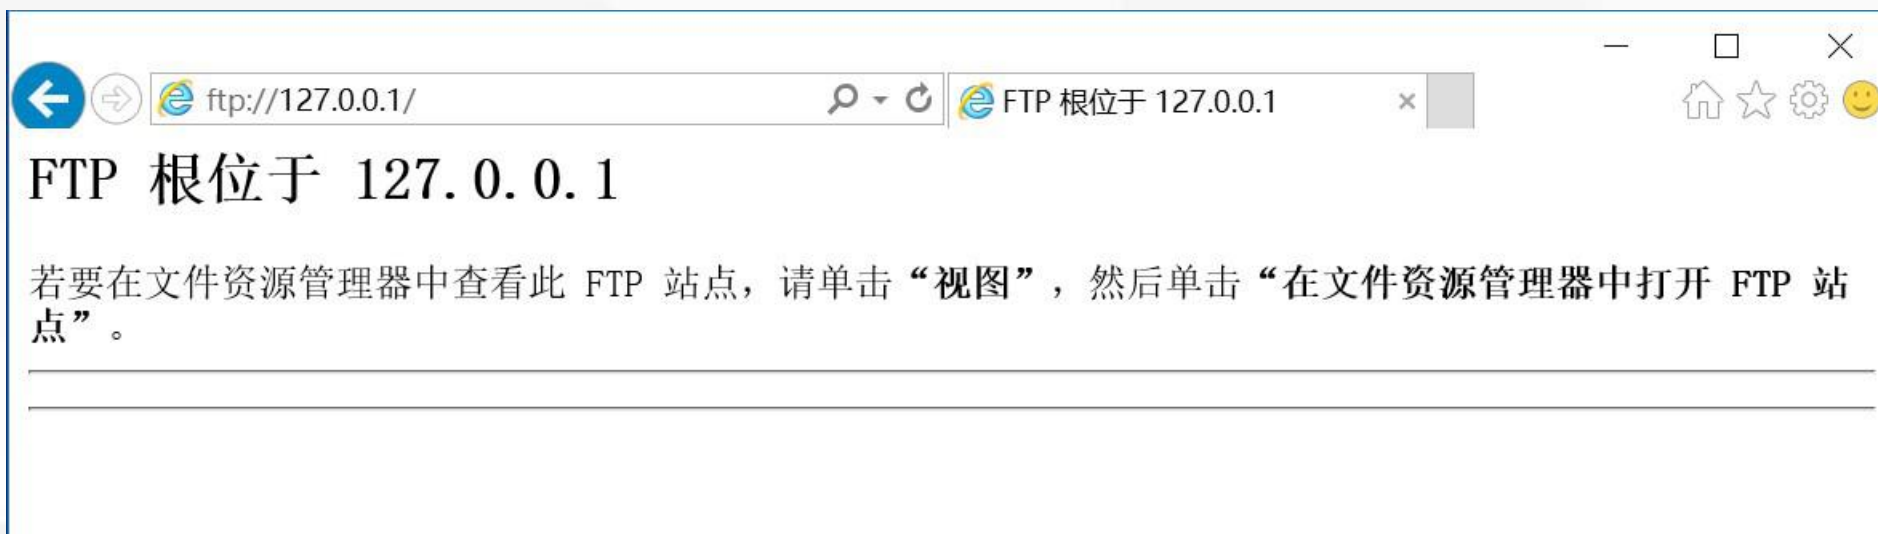 ftp://127.0.0.1/
FTP 根位于 127.0.0.1
FTP 根位于 127.0.0.1
若要在文件资源管理器中查看此 FTP 站点，请单击“视图”，然后单击“在文件资源管理器中打开 FTP 站
点”。